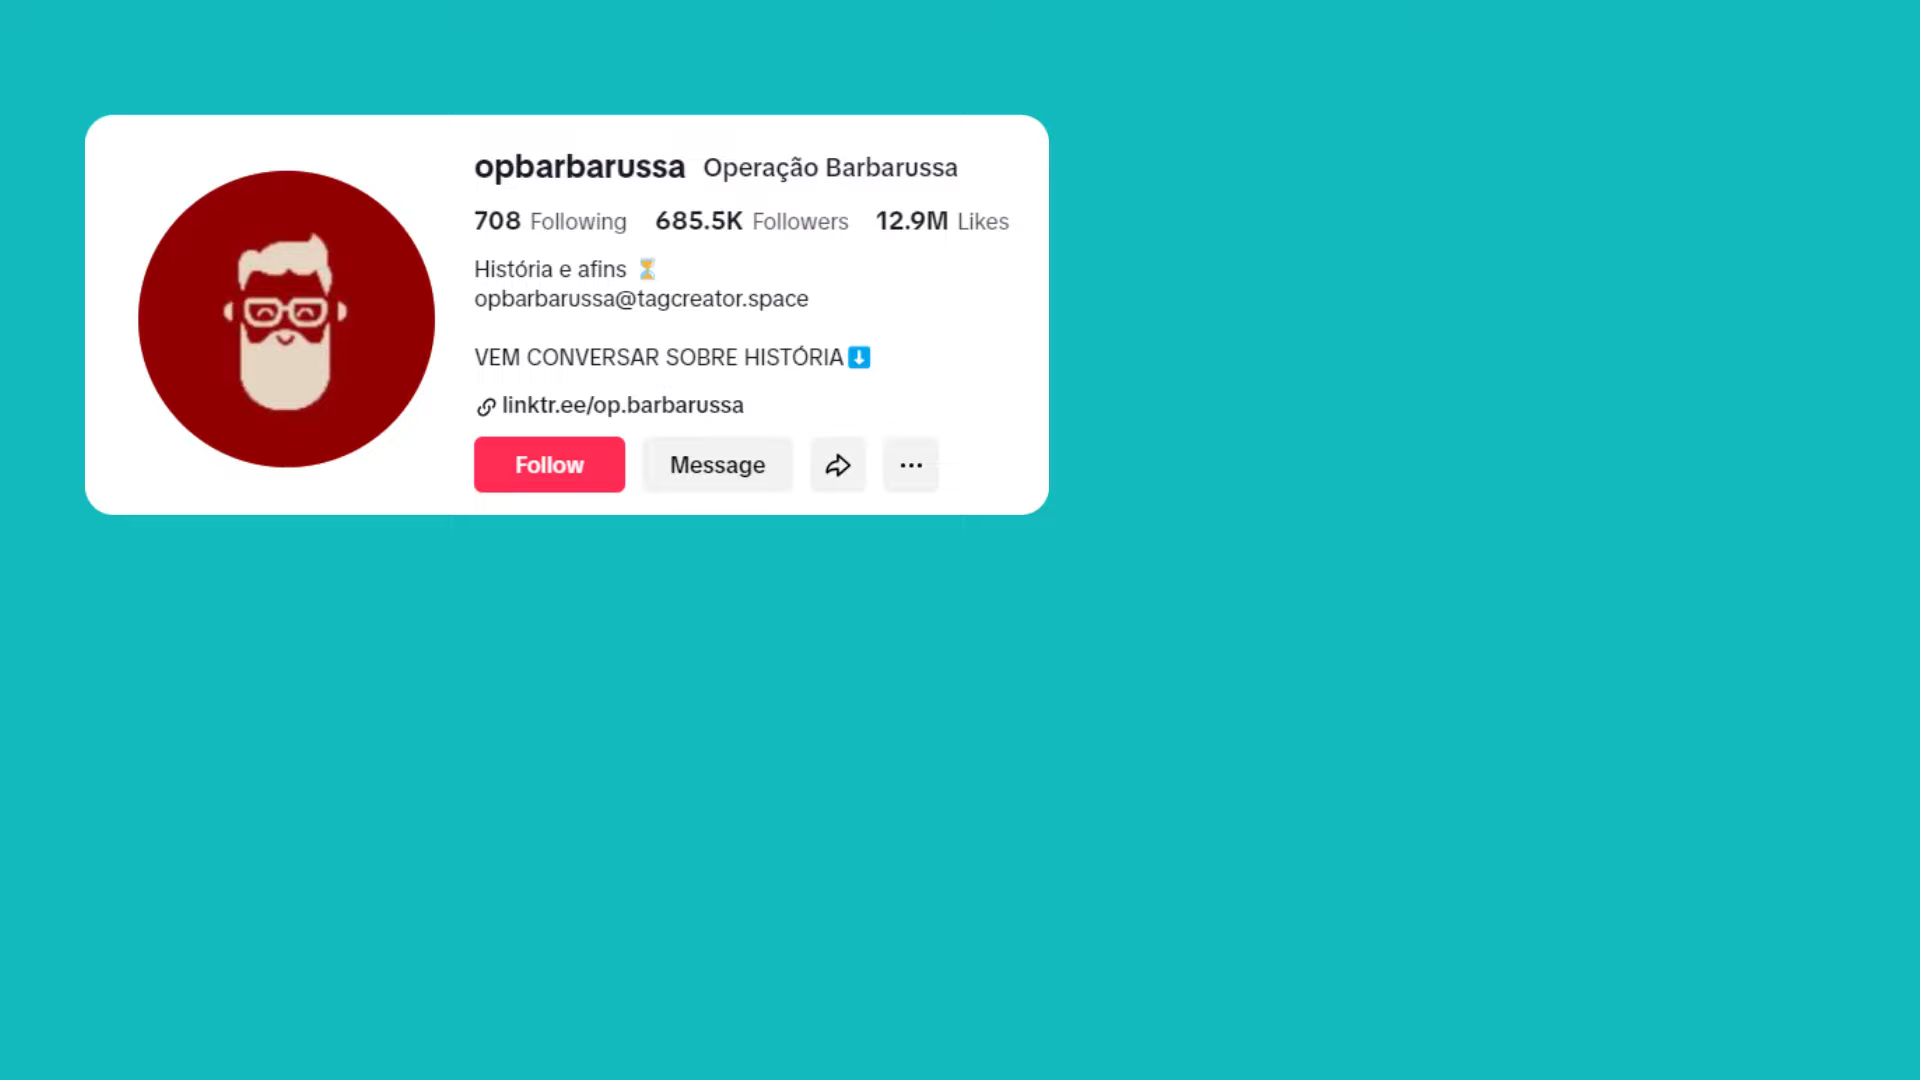 opbarbarussa Operação Barbarussa
708 Following 685.5K Followers 12.9M Likes
História e afins ⏳
opbarbarussa@tagcreator.space
VEM CONVERSAR SOBRE HISTÓRIA⬇️
linktr.ee/op.barbarussa
Follow Message